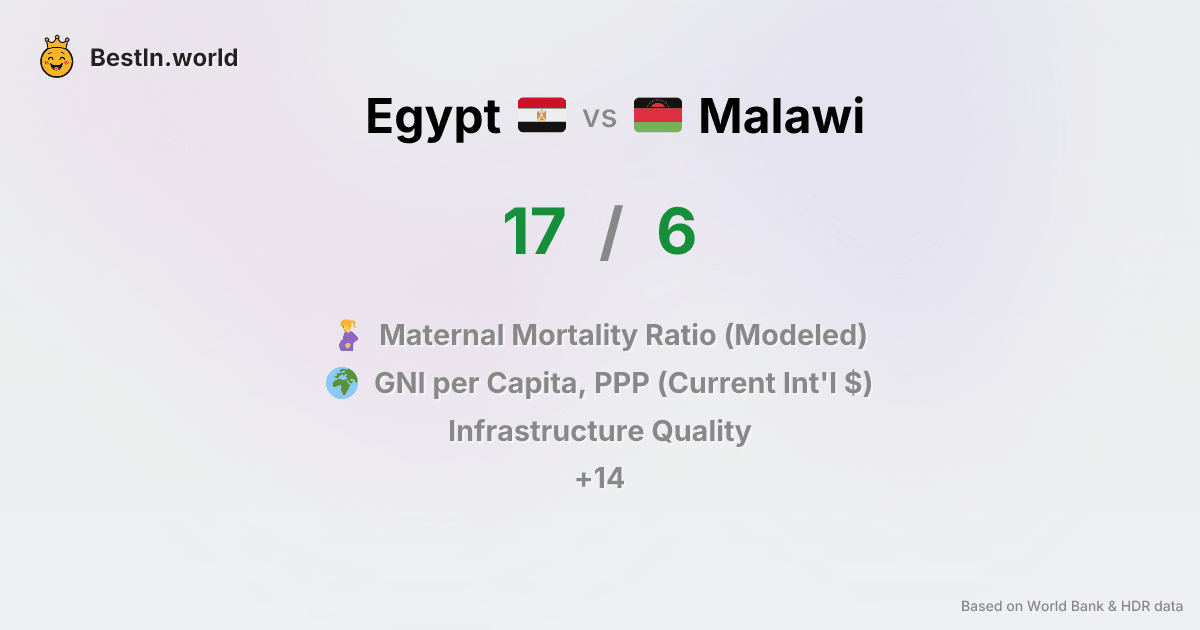 BestIn.world
Egypt vs Malawi
17 / 6
Maternal Mortality Ratio (Modeled)
GNI per Capita, PPP (Current Int'l $)
Infrastructure Quality
+14
Based on World Bank & HDR data